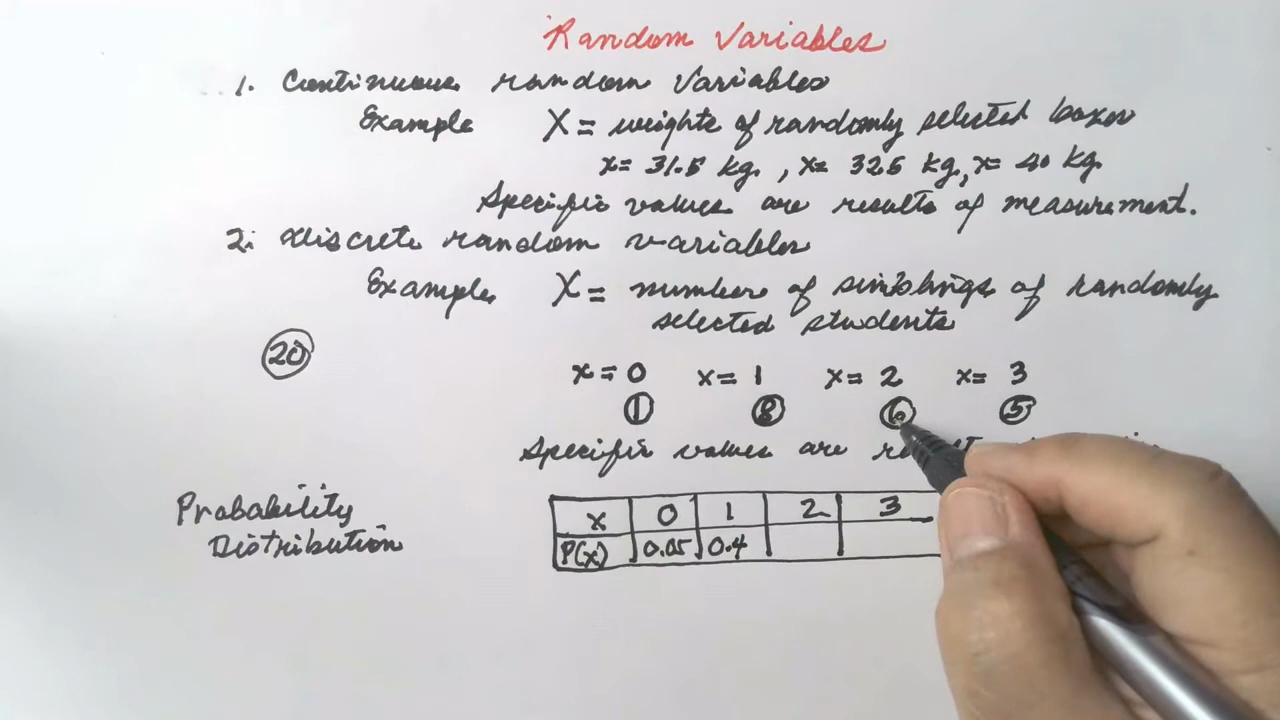 Random Variables
1. Continuous random variables
Example X = weights of randomly selected boxes
x = 31.5 kg., x = 32.5 kg, x = 40 kg.
Specific values are results of measurement.
2. Discrete random variables
Example X = number of simblings of randomly
selected students
20
x = 0 x = 1 x = 2 x = 3
1 8 6 5
Specific values are
Probability
Distribution
x 0 1 2 3
P(x) 0.05 0.4